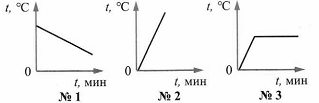 t, °C
0
t, мин
№ 1
t, °C
0
t, мин
№ 2
t, °C
0
t, мин
№ 3